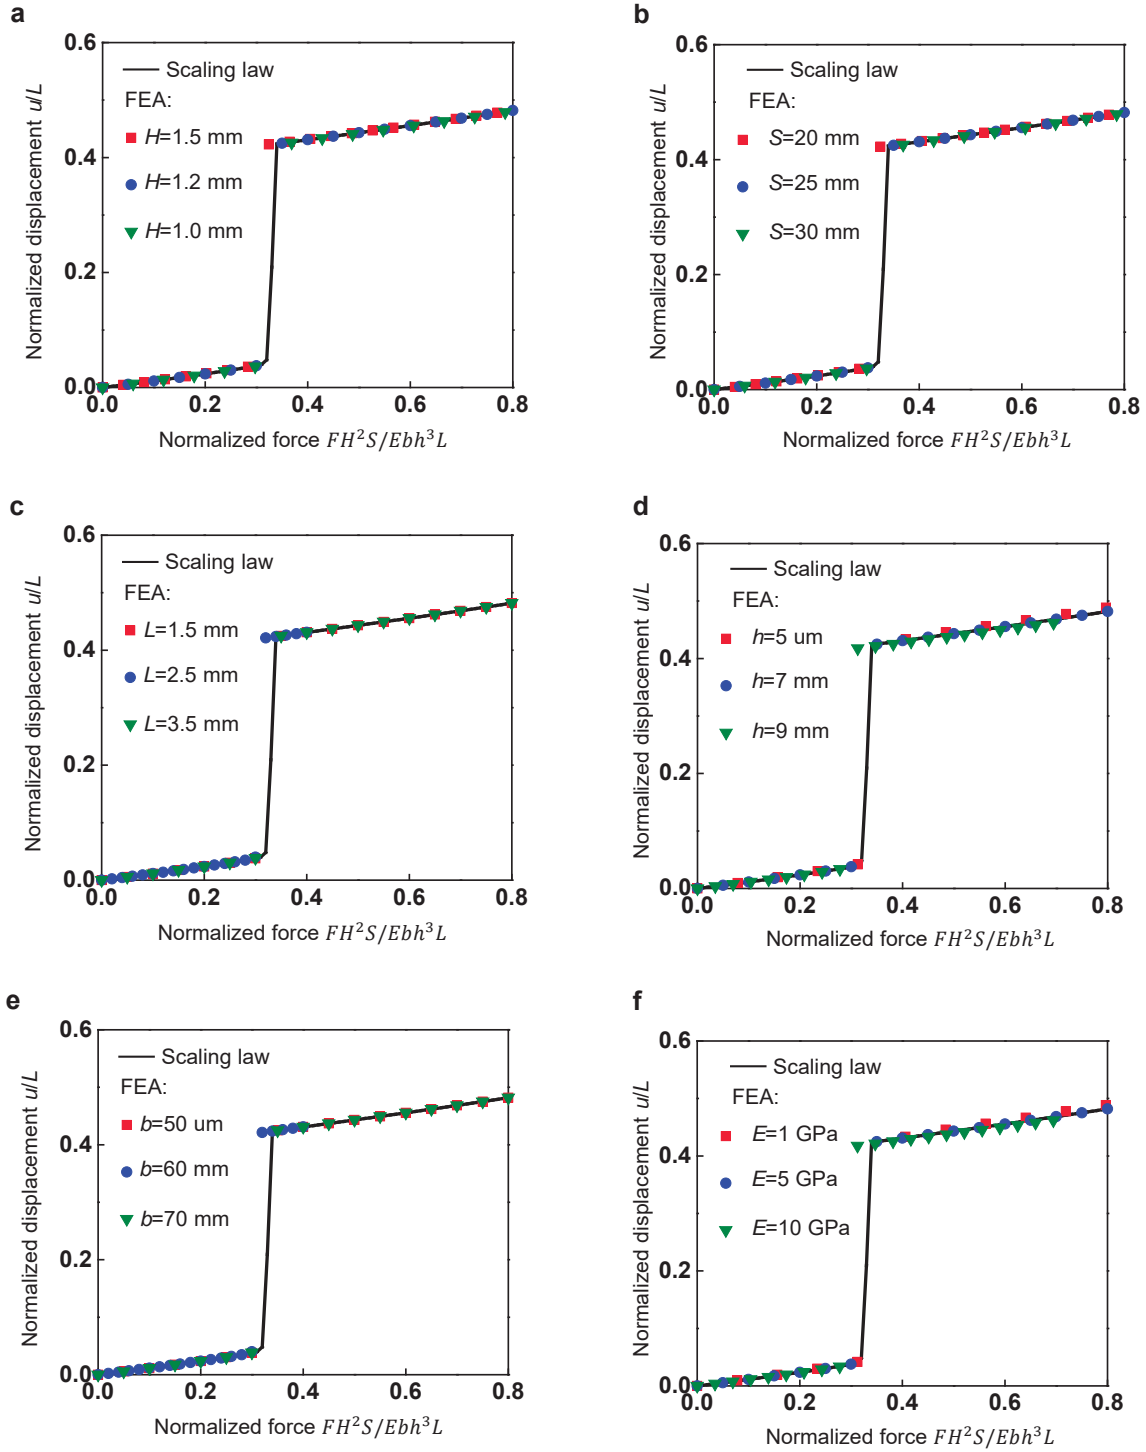 a
0.6
0.4
0.2
0.0
Normalized displacement u/L
Scaling law
FEA:
H=1.5 mm
H=1.2 mm
H=1.0 mm
0.0 0.2 0.4 0.6 0.8
Normalized force FH²S/Ebh³L
b
0.6
0.4
0.2
0.0
Normalized displacement u/L
Scaling law
FEA:
S=20 mm
S=25 mm
S=30 mm
0.0 0.2 0.4 0.6 0.8
Normalized force FH²S/Ebh³L
c
0.6
0.4
0.2
0.0
Normalized displacement u/L
Scaling law
FEA:
L=1.5 mm
L=2.5 mm
L=3.5 mm
0.0 0.2 0.4 0.6 0.8
Normalized force FH²S/Ebh³L
d
0.6
0.4
0.2
0.0
Normalized displacement u/L
Scaling law
FEA:
h=5 um
h=7 mm
h=9 mm
0.0 0.2 0.4 0.6 0.8
Normalized force FH²S/Ebh³L
e
0.6
0.4
0.2
0.0
Normalized displacement u/L
Scaling law
FEA:
b=50 um
b=60 mm
b=70 mm
0.0 0.2 0.4 0.6 0.8
Normalized force FH²S/Ebh³L
f
0.6
0.4
0.2
0.0
Normalized displacement u/L
Scaling law
FEA:
E=1 GPa
E=5 GPa
E=10 GPa
0.0 0.2 0.4 0.6 0.8
Normalized force FH²S/Ebh³L